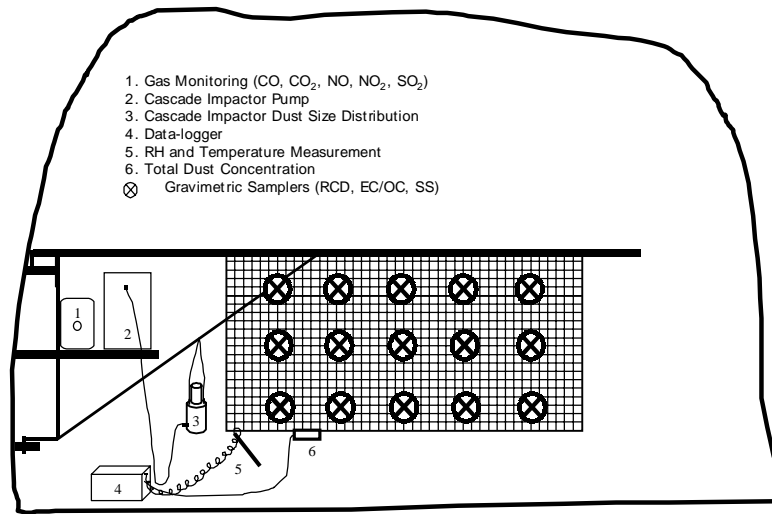 1. Gas Monitoring (CO, CO₂, NO, NO₂, SO₂)
2. Cascade Impactor Pump
3. Cascade Impactor Dust Size Distribution
4. Data-logger
5. RH and Temperature Measurement
6. Total Dust Concentration
Gravimetric Samplers (RCD, EC/OC, SS)
1
2
3
4
5
6